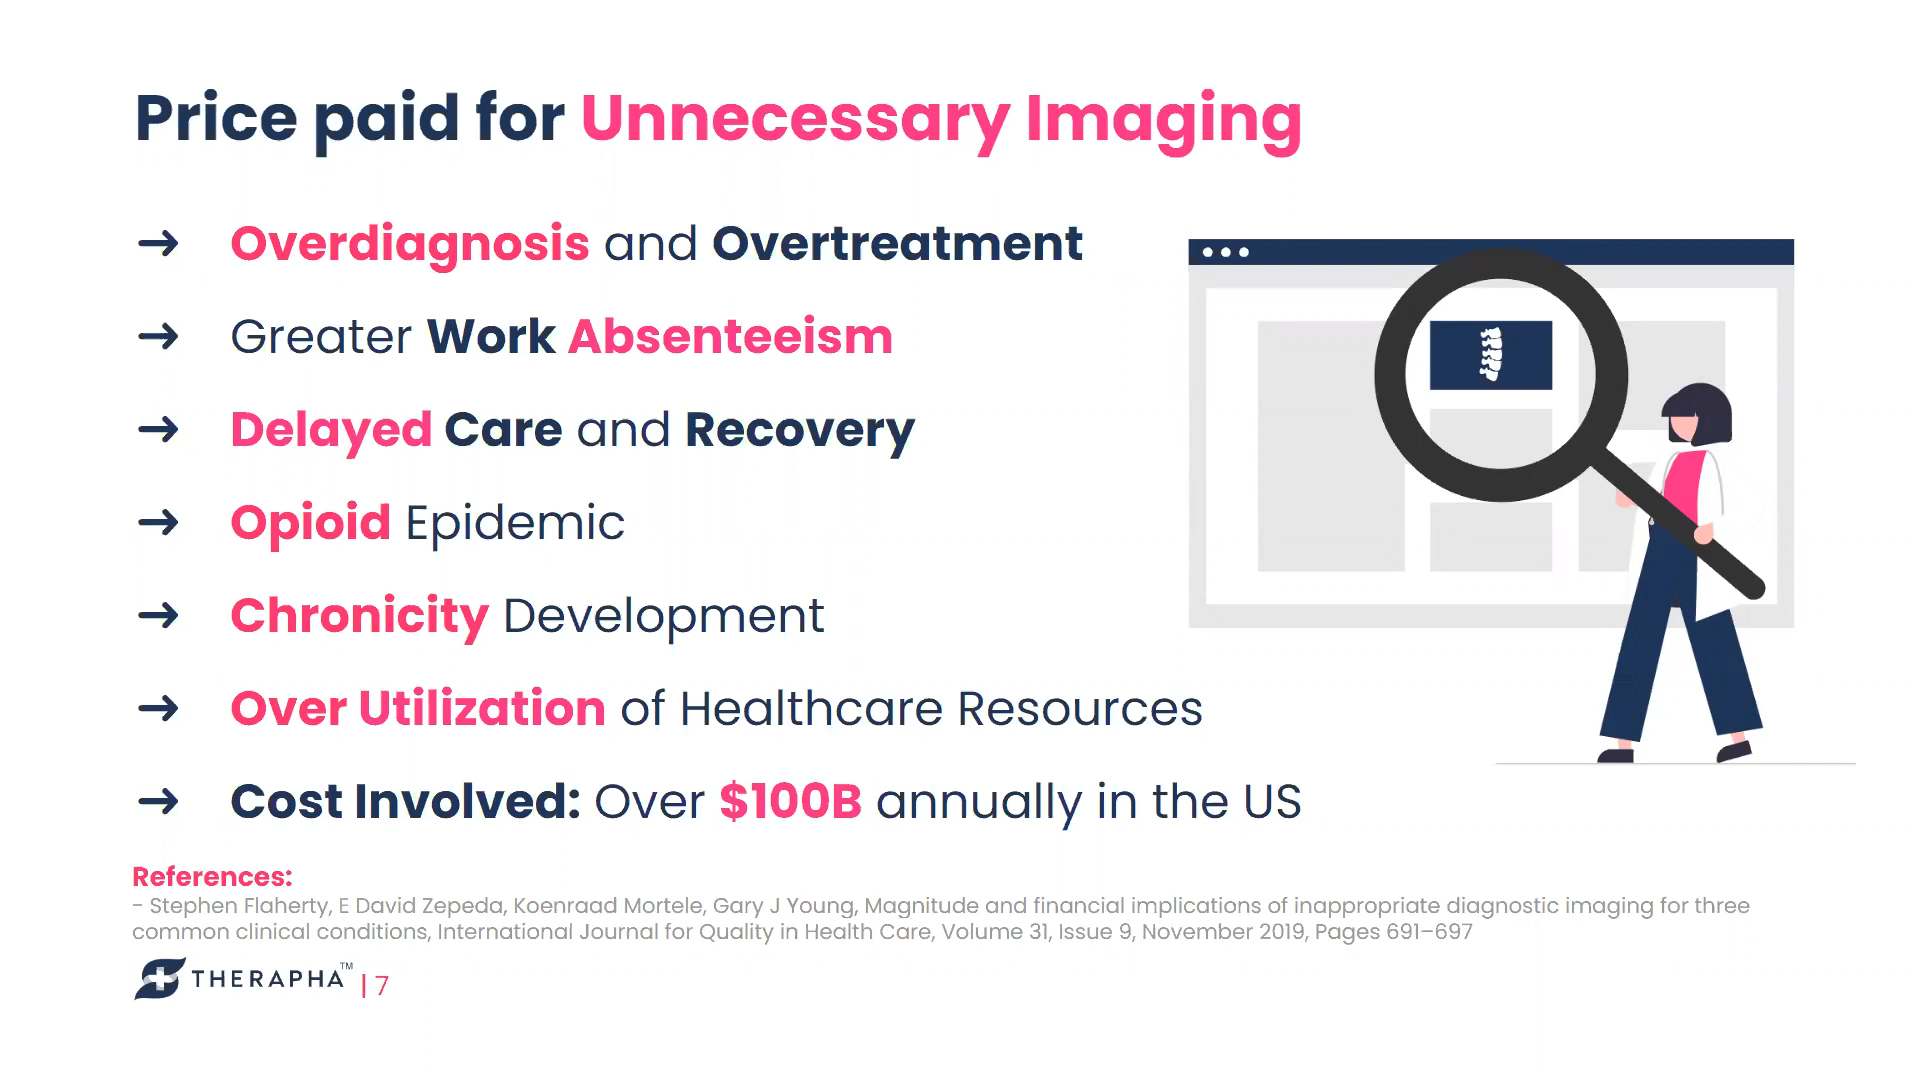 Price paid for Unnecessary Imaging
→ Overdiagnosis and Overtreatment
→ Greater Work Absenteeism
→ Delayed Care and Recovery
→ Opioid Epidemic
→ Chronicity Development
→ Over Utilization of Healthcare Resources
→ Cost Involved: Over $100B annually in the US
References:
- Stephen Flaherty, E David Zepeda, Koenraad Mortele, Gary J Young, Magnitude and financial implications of inappropriate diagnostic imaging for three
common clinical conditions, International Journal for Quality in Health Care, Volume 31, Issue 9, November 2019, Pages 691–697
THERAPHA™ | 7